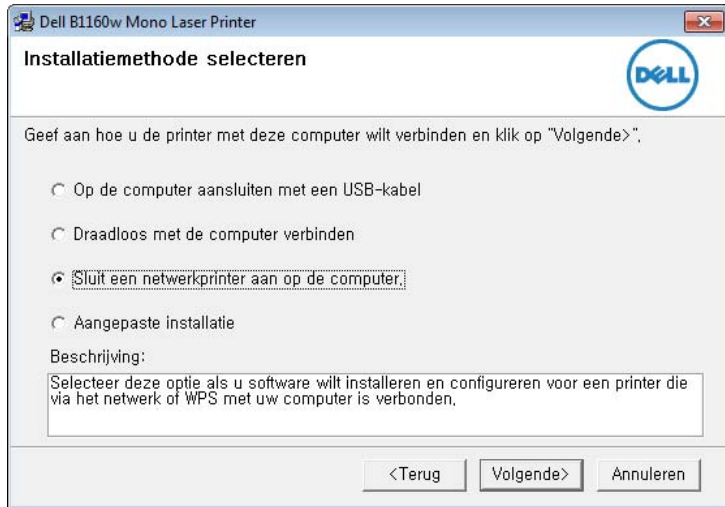 Dell B1160w Mono Laser Printer
Installatiemethode selecteren
DELL
Geef aan hoe u de printer met deze computer wilt verbinden en klik op "Volgende>",
Op de computer aansluiten met een USB-kabel
Draadloos met de computer verbinden
Sluit een netwerkprinter aan op de computer,
Aangepaste installatie
Beschrijving:
Selecteer deze optie als u software wilt installeren en configureren voor een printer die
via het netwerk of WPS met uw computer is verbonden,
<Terug
Volgende>
Annuleren